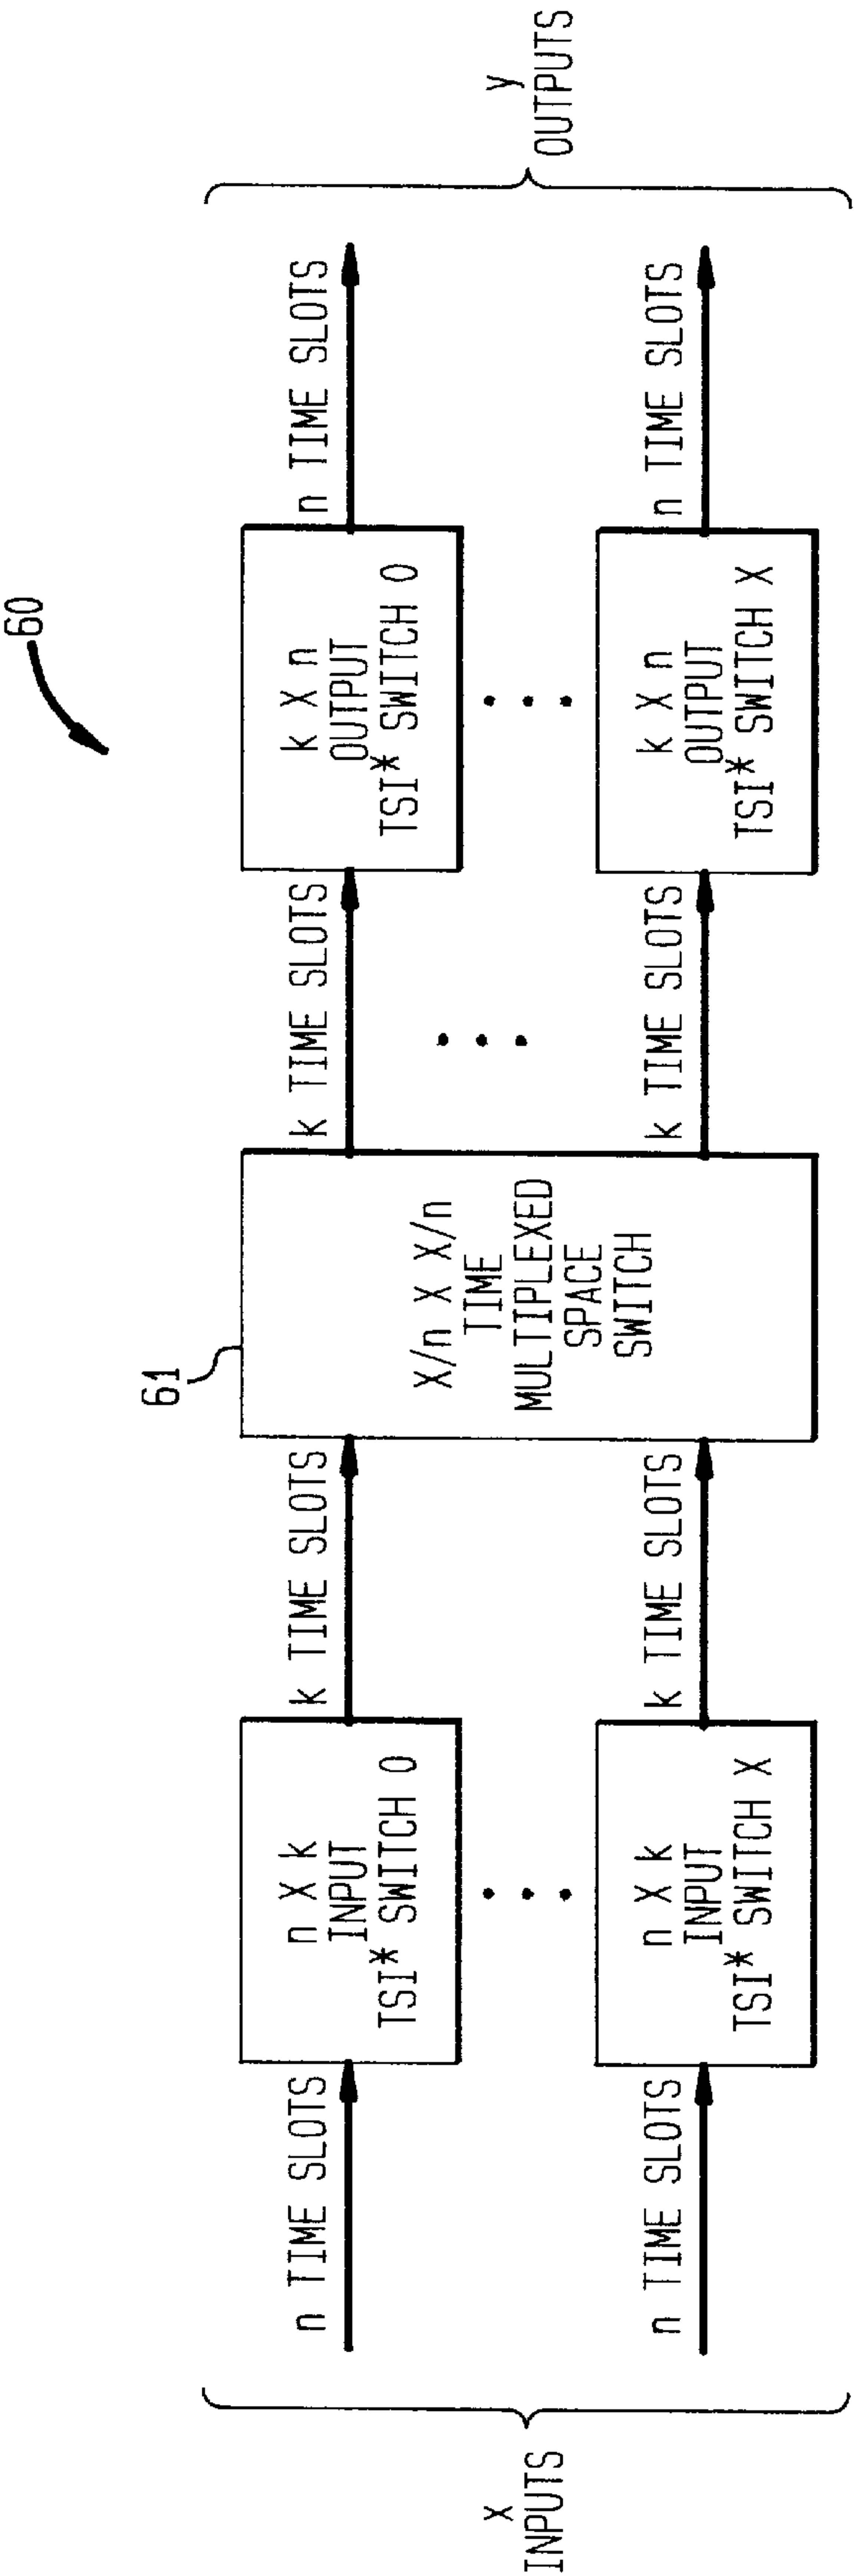 60
X
INPUTS
n TIME SLOTS
n TIME SLOTS
n X k
INPUT
TSI* SWITCH 0
n X k
INPUT
TSI* SWITCH X
k TIME SLOTS
k TIME SLOTS
61
X/n X X/n
TIME
MULTIPLEXED
SPACE
SWITCH
k TIME SLOTS
k TIME SLOTS
k X n
OUTPUT
TSI* SWITCH 0
k X n
OUTPUT
TSI* SWITCH X
n TIME SLOTS
n TIME SLOTS
y
OUTPUTS